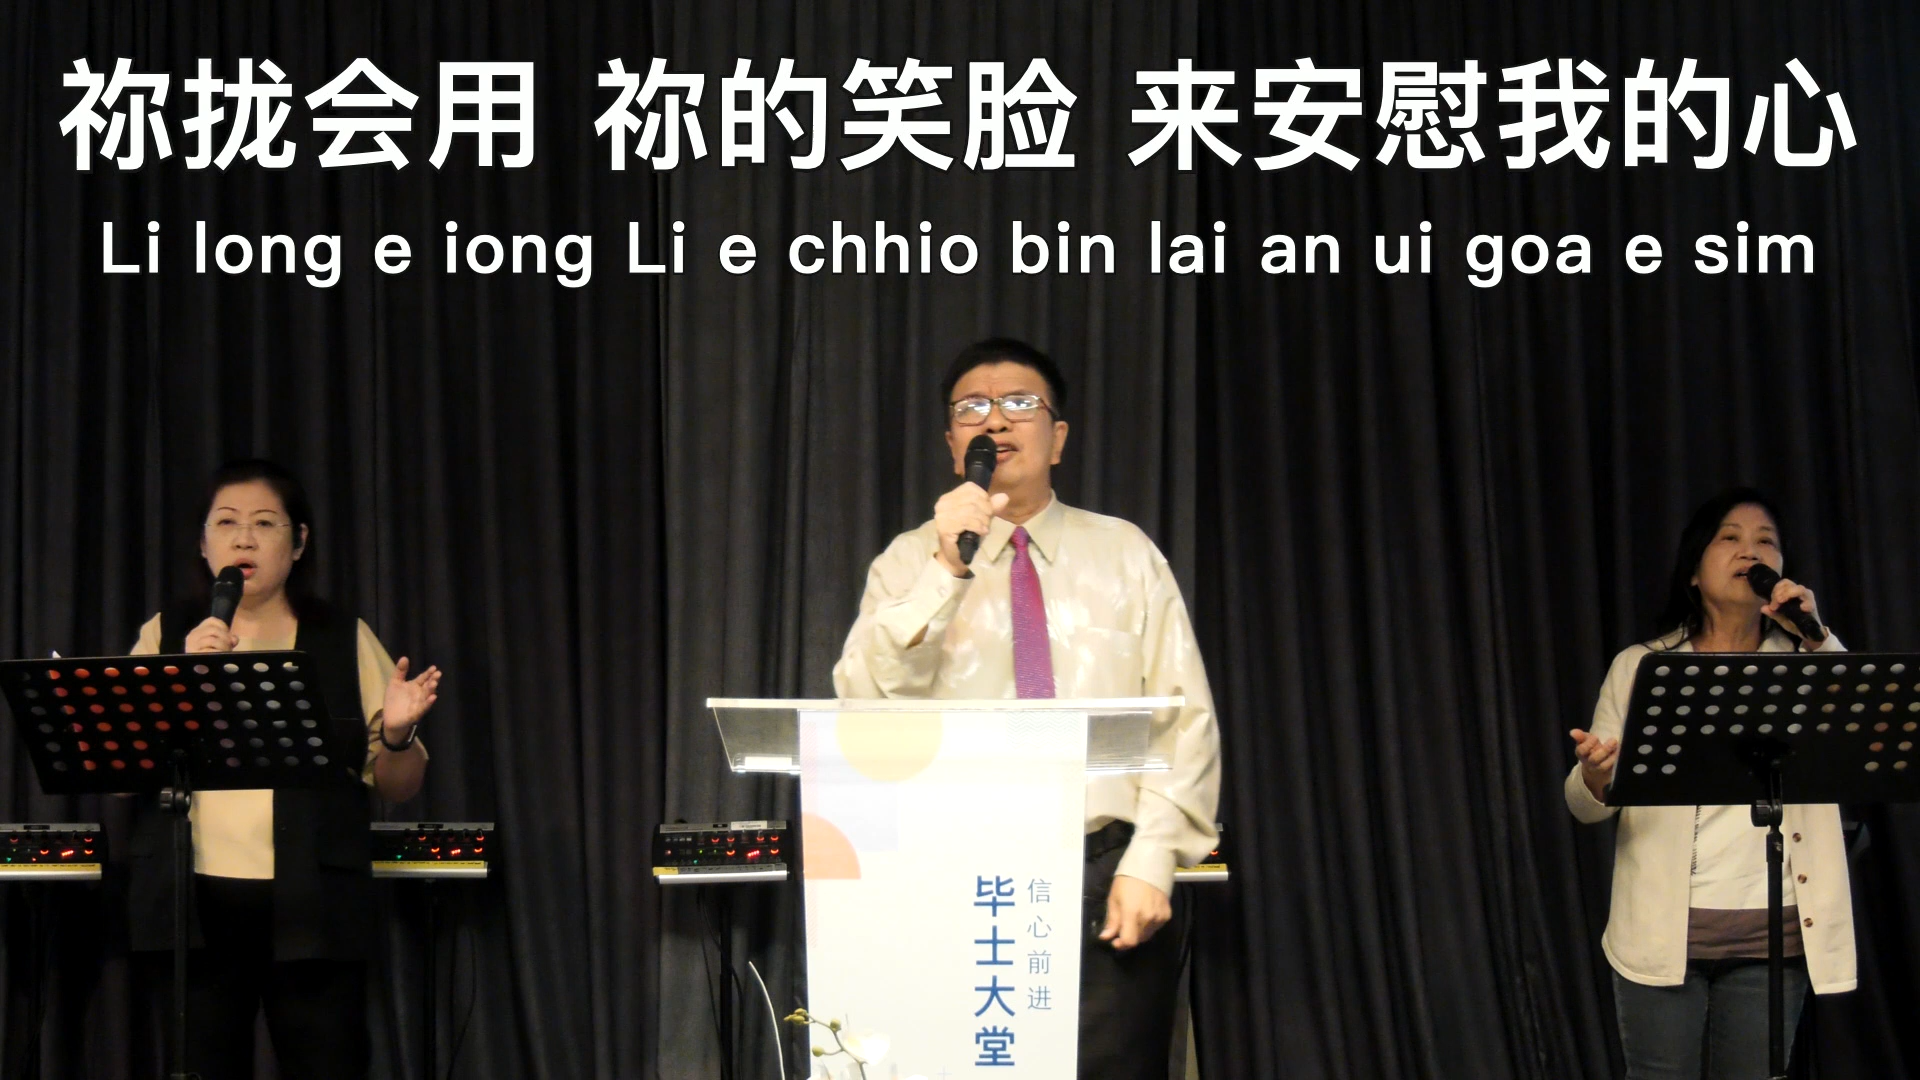 祢拢会用 祢的笑脸 来安慰我的心
Li long e iong Li e chhio bin lai an ui goa e sim
信心前进
毕士大堂